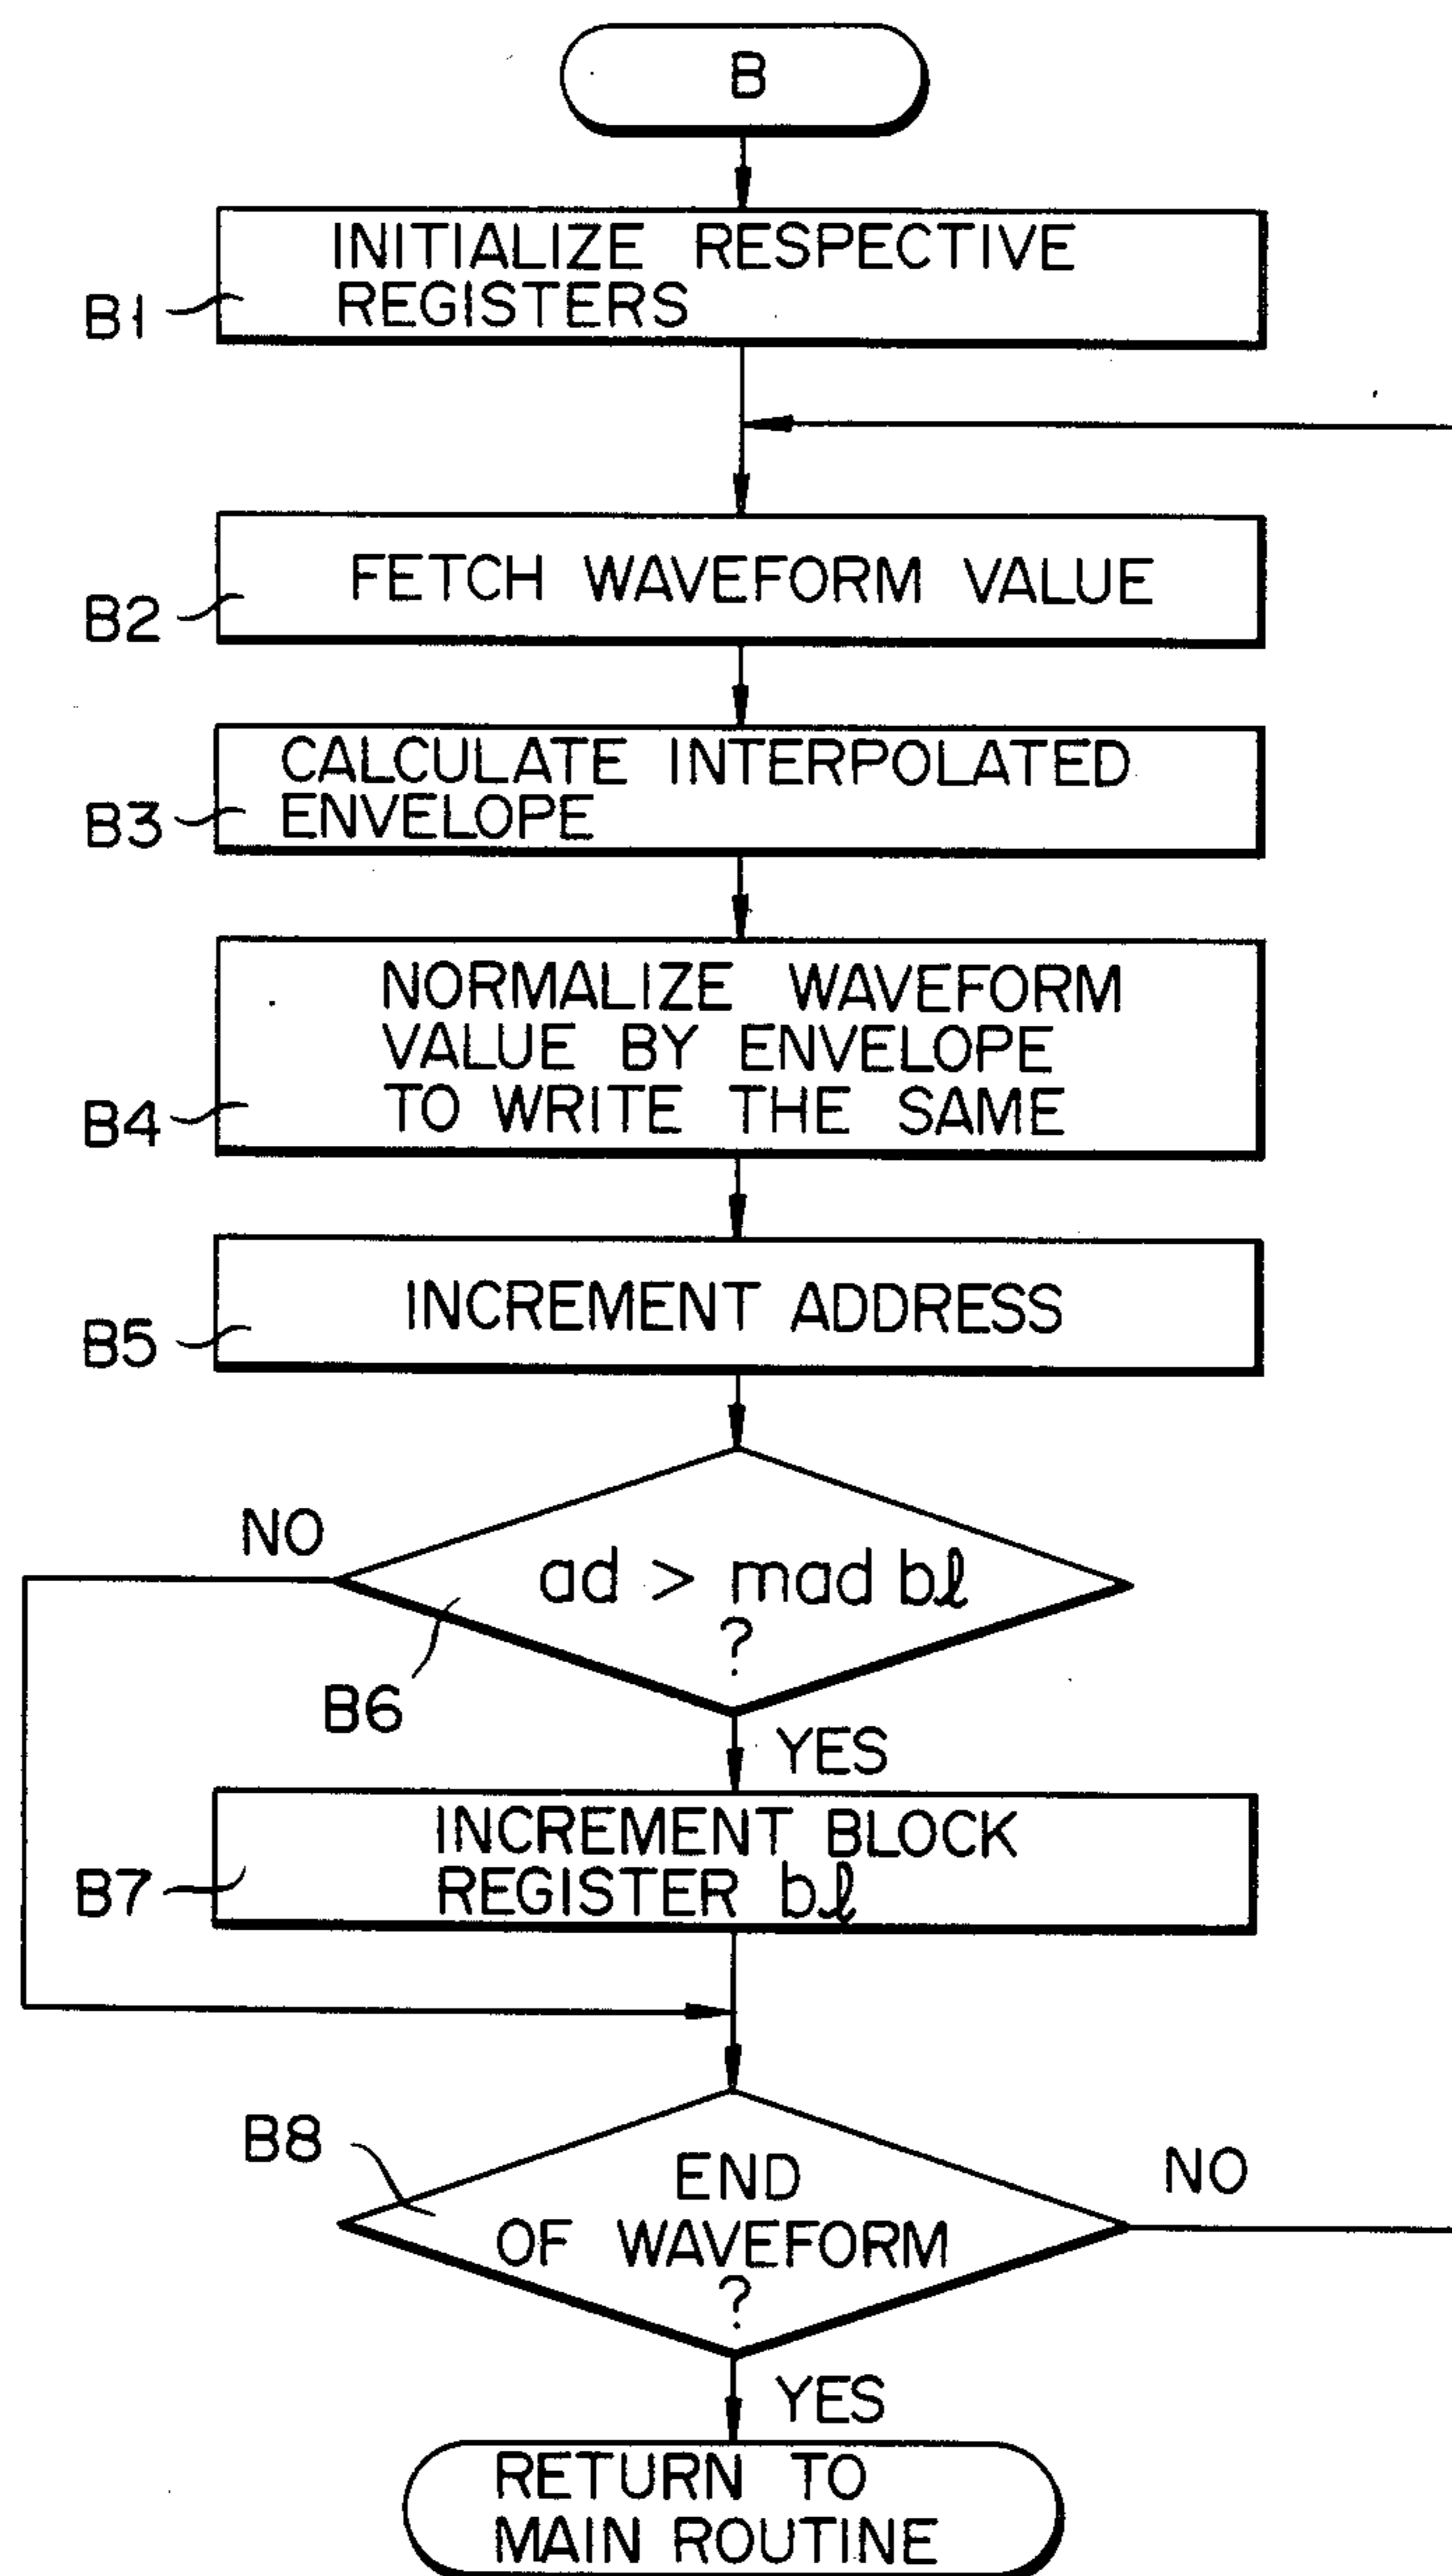 B
INITIALIZE RESPECTIVE
REGISTERS
B1
FETCH WAVEFORM VALUE
B2
CALCULATE INTERPOLATED
ENVELOPE
B3
NORMALIZE WAVEFORM
VALUE BY ENVELOPE
TO WRITE THE SAME
B4
INCREMENT ADDRESS
B5
NO
ad > mad bl
?
B6
YES
INCREMENT BLOCK
REGISTER bl
B7
B8
END
OF WAVEFORM
?
NO
YES
RETURN TO
MAIN ROUTINE